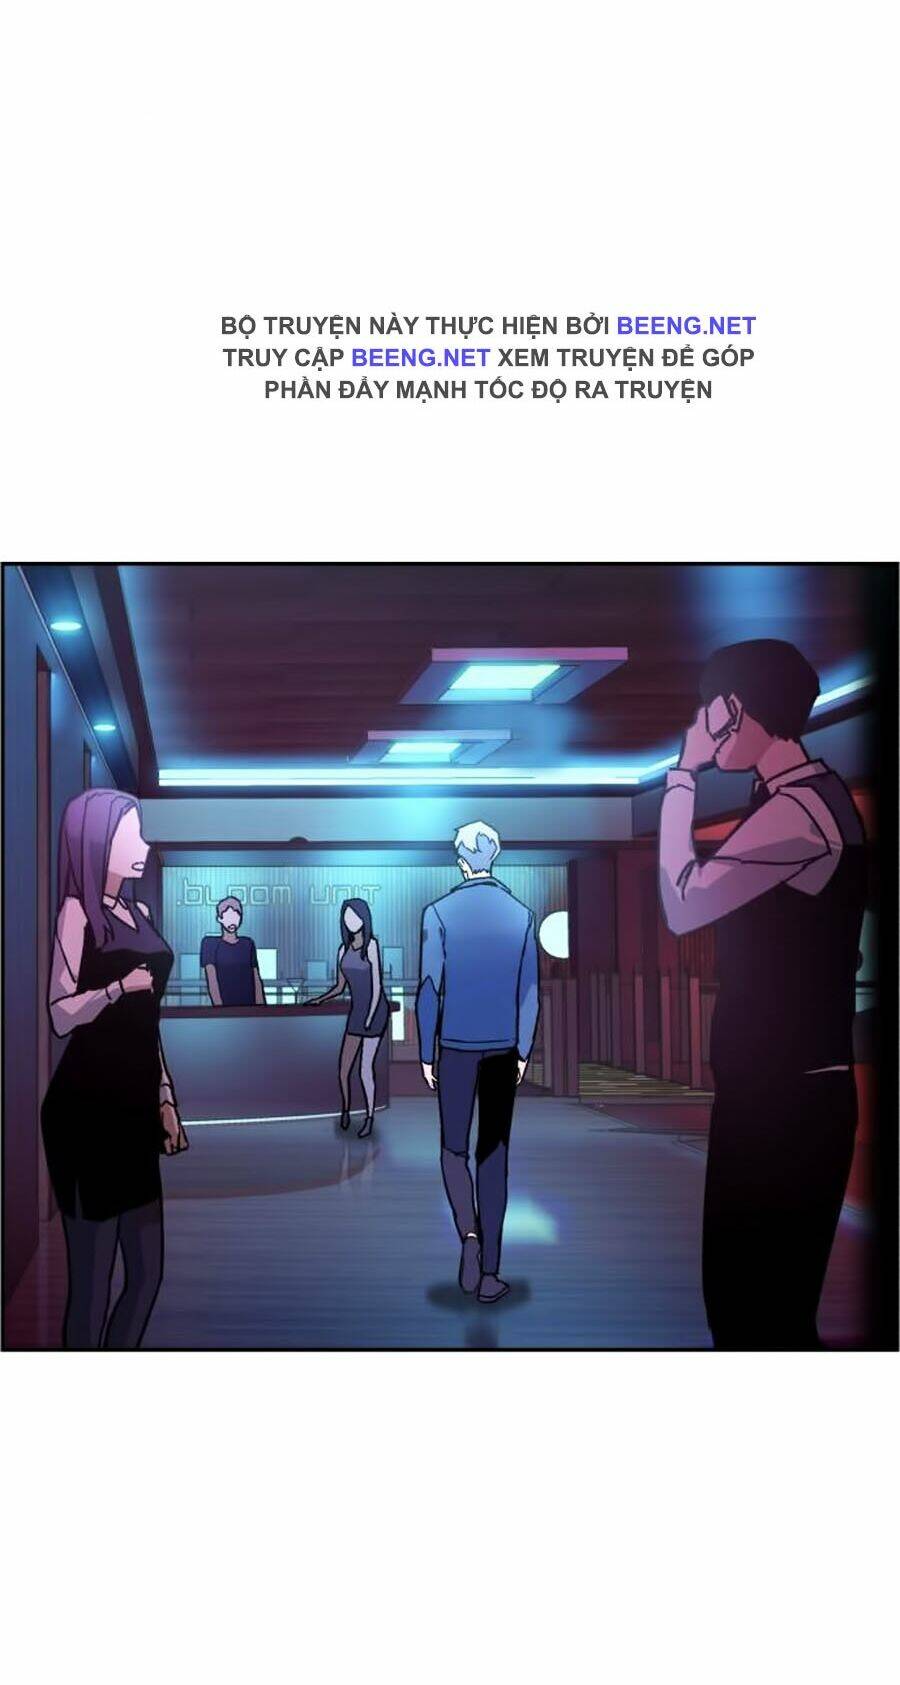 BỘ TRUYỆN NÀY THỰC HIỆN BỞI BEENG.NET
TRUY CẬP BEENG.NET XEM TRUYỆN ĐỂ GÓP
PHẦN ĐẨY MẠNH TỐC ĐỘ RA TRUYỆN
.bLOOM UNIT